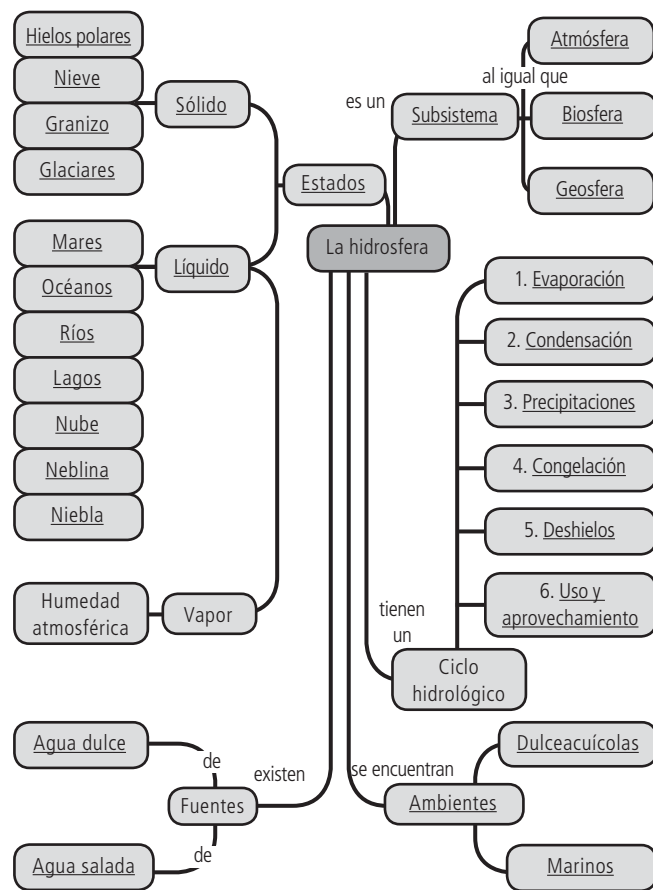 Hielos polares
Nieve
Granizo
Glaciares
Sólido
Estados
Mares
Océanos
Ríos
Lagos
Nube
Neblina
Niebla
Líquido
Humedad
atmosférica
Vapor
La hidrosfera
es un
Subsistema
al igual que
Atmósfera
Biosfera
Geosfera
1. Evaporación
2. Condensación
3. Precipitaciones
4. Congelación
5. Deshielos
6. Uso y
aprovechamiento
tienen
un
Ciclo
hidrológico
Agua dulce
de
Fuentes
existen
de
Agua salada
se encuentran
Ambientes
Dulceacuícolas
Marinos